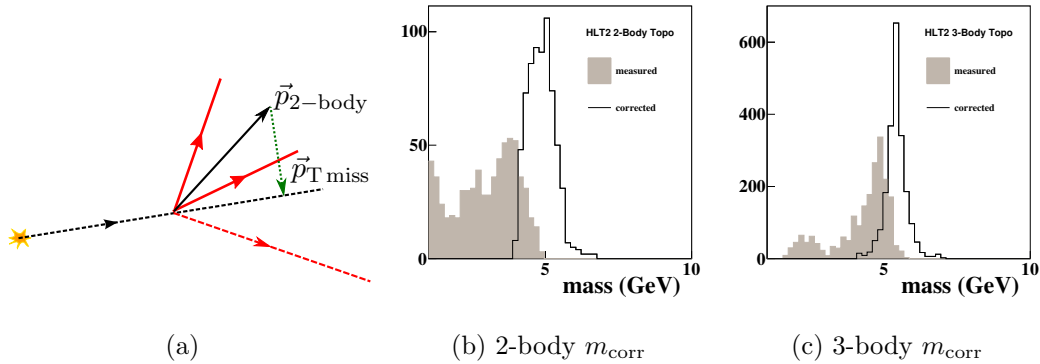 p⃗2−body
p⃗T miss
(a)
HLT2 2-Body Topo
measured
corrected
100
50
0
5
10
mass (GeV)
(b) 2-body mcorr
HLT2 3-Body Topo
measured
corrected
600
400
200
0
5
10
mass (GeV)
(c) 3-body mcorr